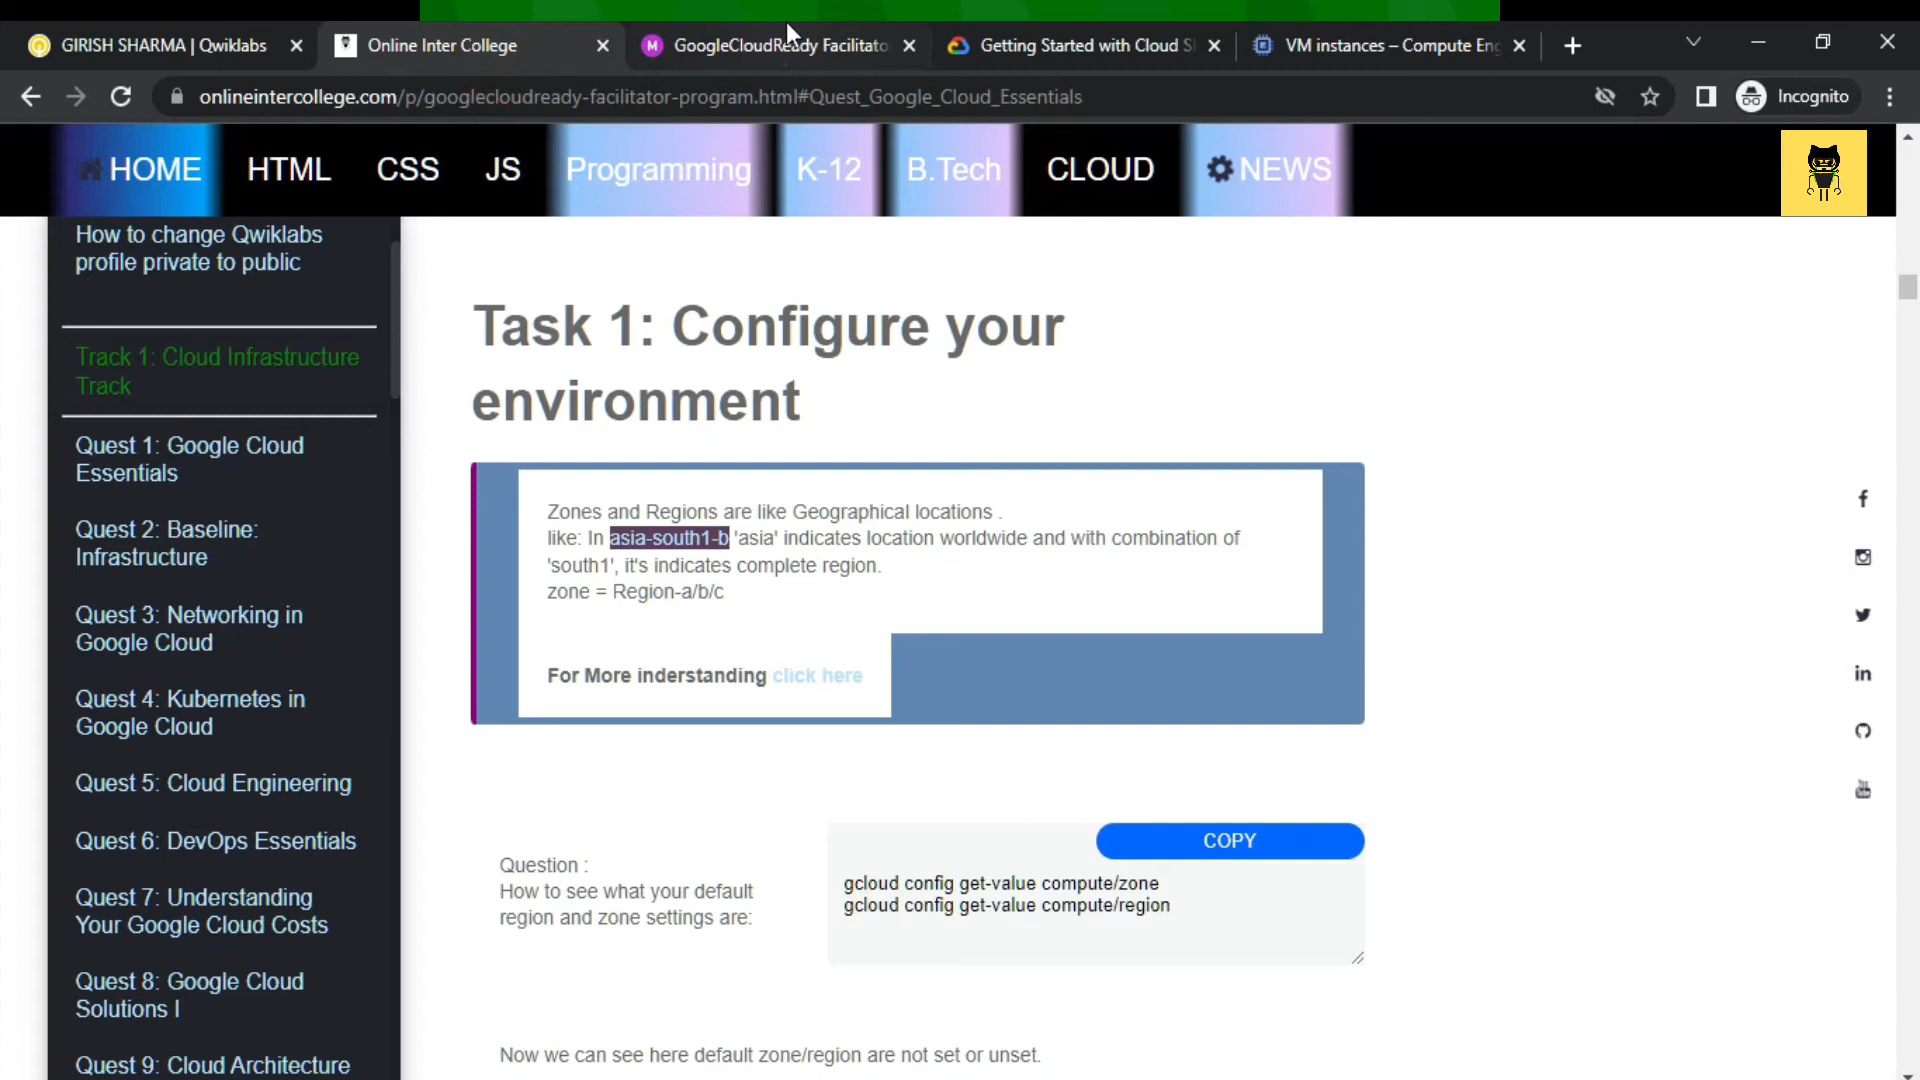 GIRISH SHARMA | Qwiklabs
Online Inter College
GoogleCloudReady Facilitato
Getting Started with Cloud S
VM instances – Compute Eng
onlineintercollege.com/p/googlecloudready-facilitator-program.html#Quest_Google_Cloud_Essentials
Incognito
HOME
HTML
CSS
JS
Programming
K-12
B.Tech
CLOUD
NEWS
How to change Qwiklabs
profile private to public
Track 1: Cloud Infrastructure
Track
Quest 1: Google Cloud
Essentials
Quest 2: Baseline:
Infrastructure
Quest 3: Networking in
Google Cloud
Quest 4: Kubernetes in
Google Cloud
Quest 5: Cloud Engineering
Quest 6: DevOps Essentials
Quest 7: Understanding
Your Google Cloud Costs
Quest 8: Google Cloud
Solutions I
Quest 9: Cloud Architecture
Task 1: Configure your
environment
Zones and Regions are like Geographical locations .
like: In asia-south1-b 'asia' indicates location worldwide and with combination of
'south1', it's indicates complete region.
zone = Region-a/b/c
For More inderstanding click here
Question :
How to see what your default
region and zone settings are:
COPY
gcloud config get-value compute/zone
gcloud config get-value compute/region
Now we can see here default zone/region are not set or unset.